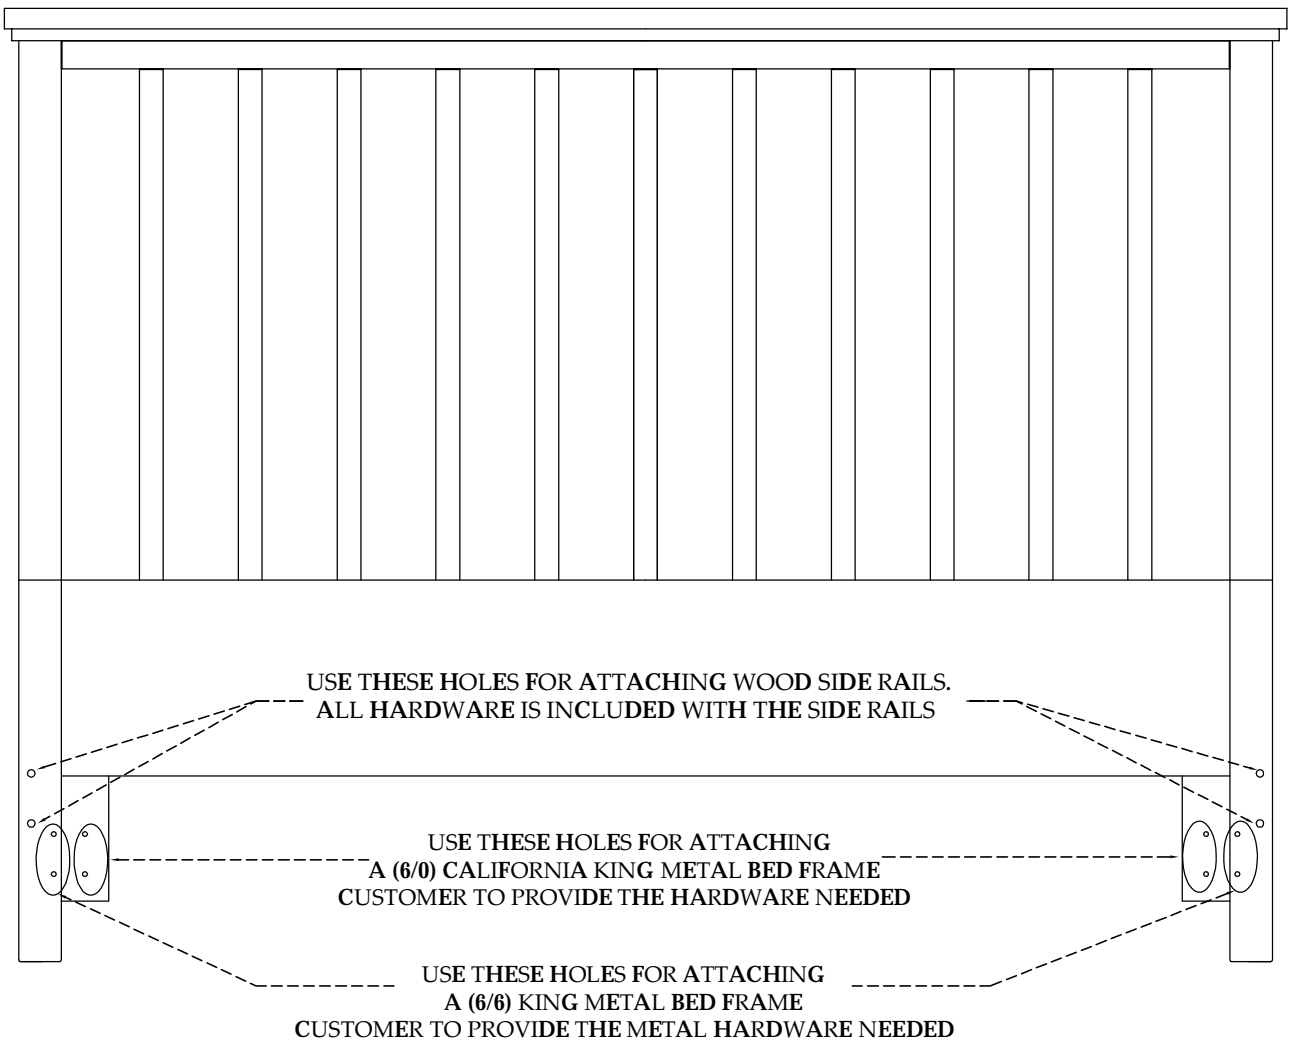 USE THESE HOLES FOR ATTACHING WOOD SIDE RAILS.
ALL HARDWARE IS INCLUDED WITH THE SIDE RAILS
USE THESE HOLES FOR ATTACHING
A (6/0) CALIFORNIA KING METAL BED FRAME
CUSTOMER TO PROVIDE THE HARDWARE NEEDED
USE THESE HOLES FOR ATTACHING
A (6/6) KING METAL BED FRAME
CUSTOMER TO PROVIDE THE METAL HARDWARE NEEDED